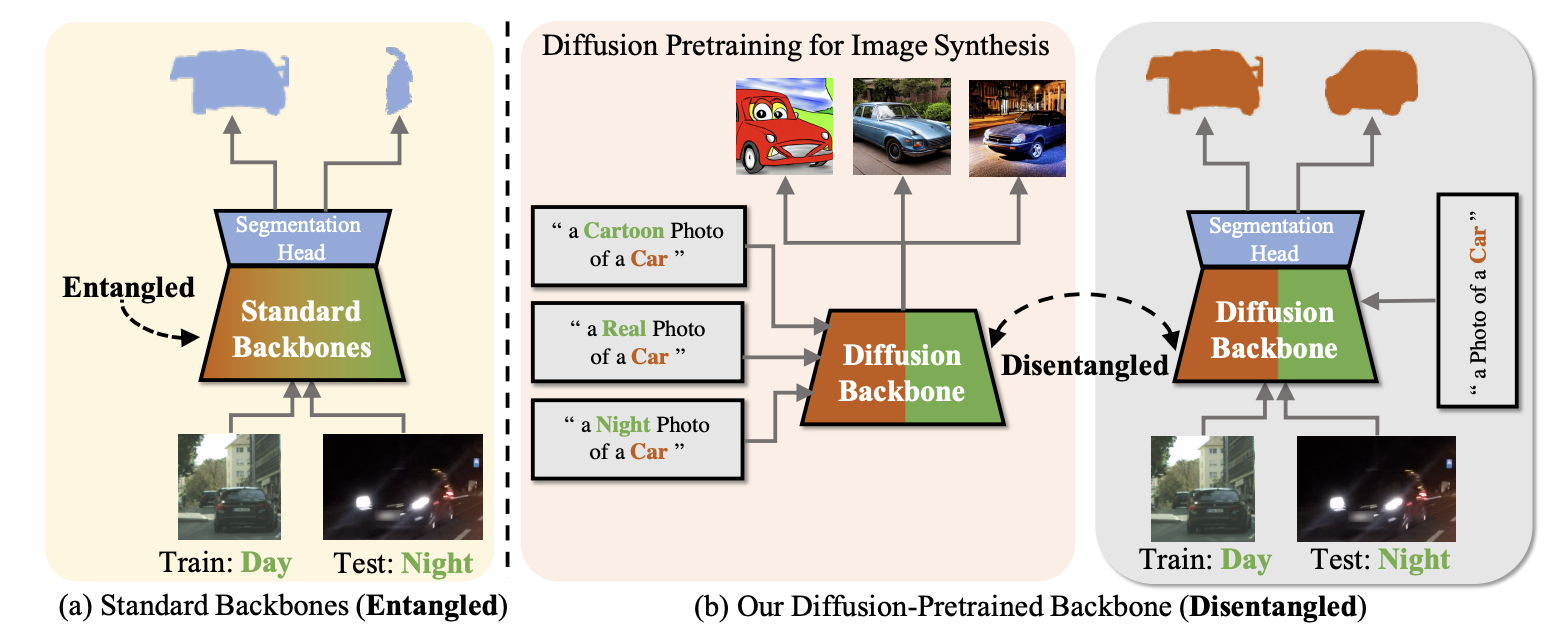 Segmentation
Head
Entangled
Standard
Backbones
Train: Day
Test: Night
(a) Standard Backbones (Entangled)
Diffusion Pretraining for Image Synthesis
“ a Cartoon Photo
of a Car ”
“ a Real Photo
of a Car ”
“ a Night Photo
of a Car ”
Diffusion
Backbone
Disentangled
Segmentation
Head
Diffusion
Backbone
“ a Photo of a Car ”
Train: Day
Test: Night
(b) Our Diffusion-Pretrained Backbone (Disentangled)